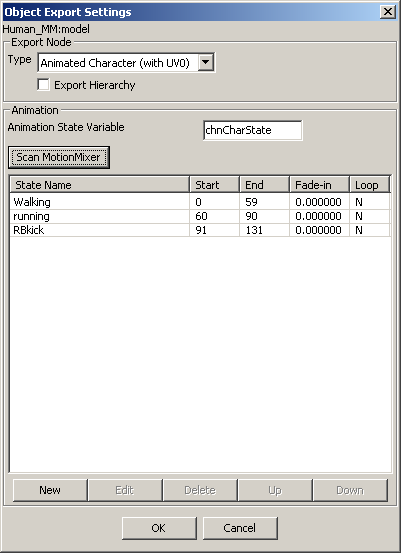 Object Export Settings
Human_MM:model
Export Node
Type Animated Character (with UV0)
Export Hierarchy
Animation
Animation State Variable chnCharState
Scan MotionMixer
State Name Start End Fade-in Loop
Walking 0 59 0.000000 N
running 60 90 0.000000 N
RBkick 91 131 0.000000 N
New Edit Delete Up Down
OK Cancel